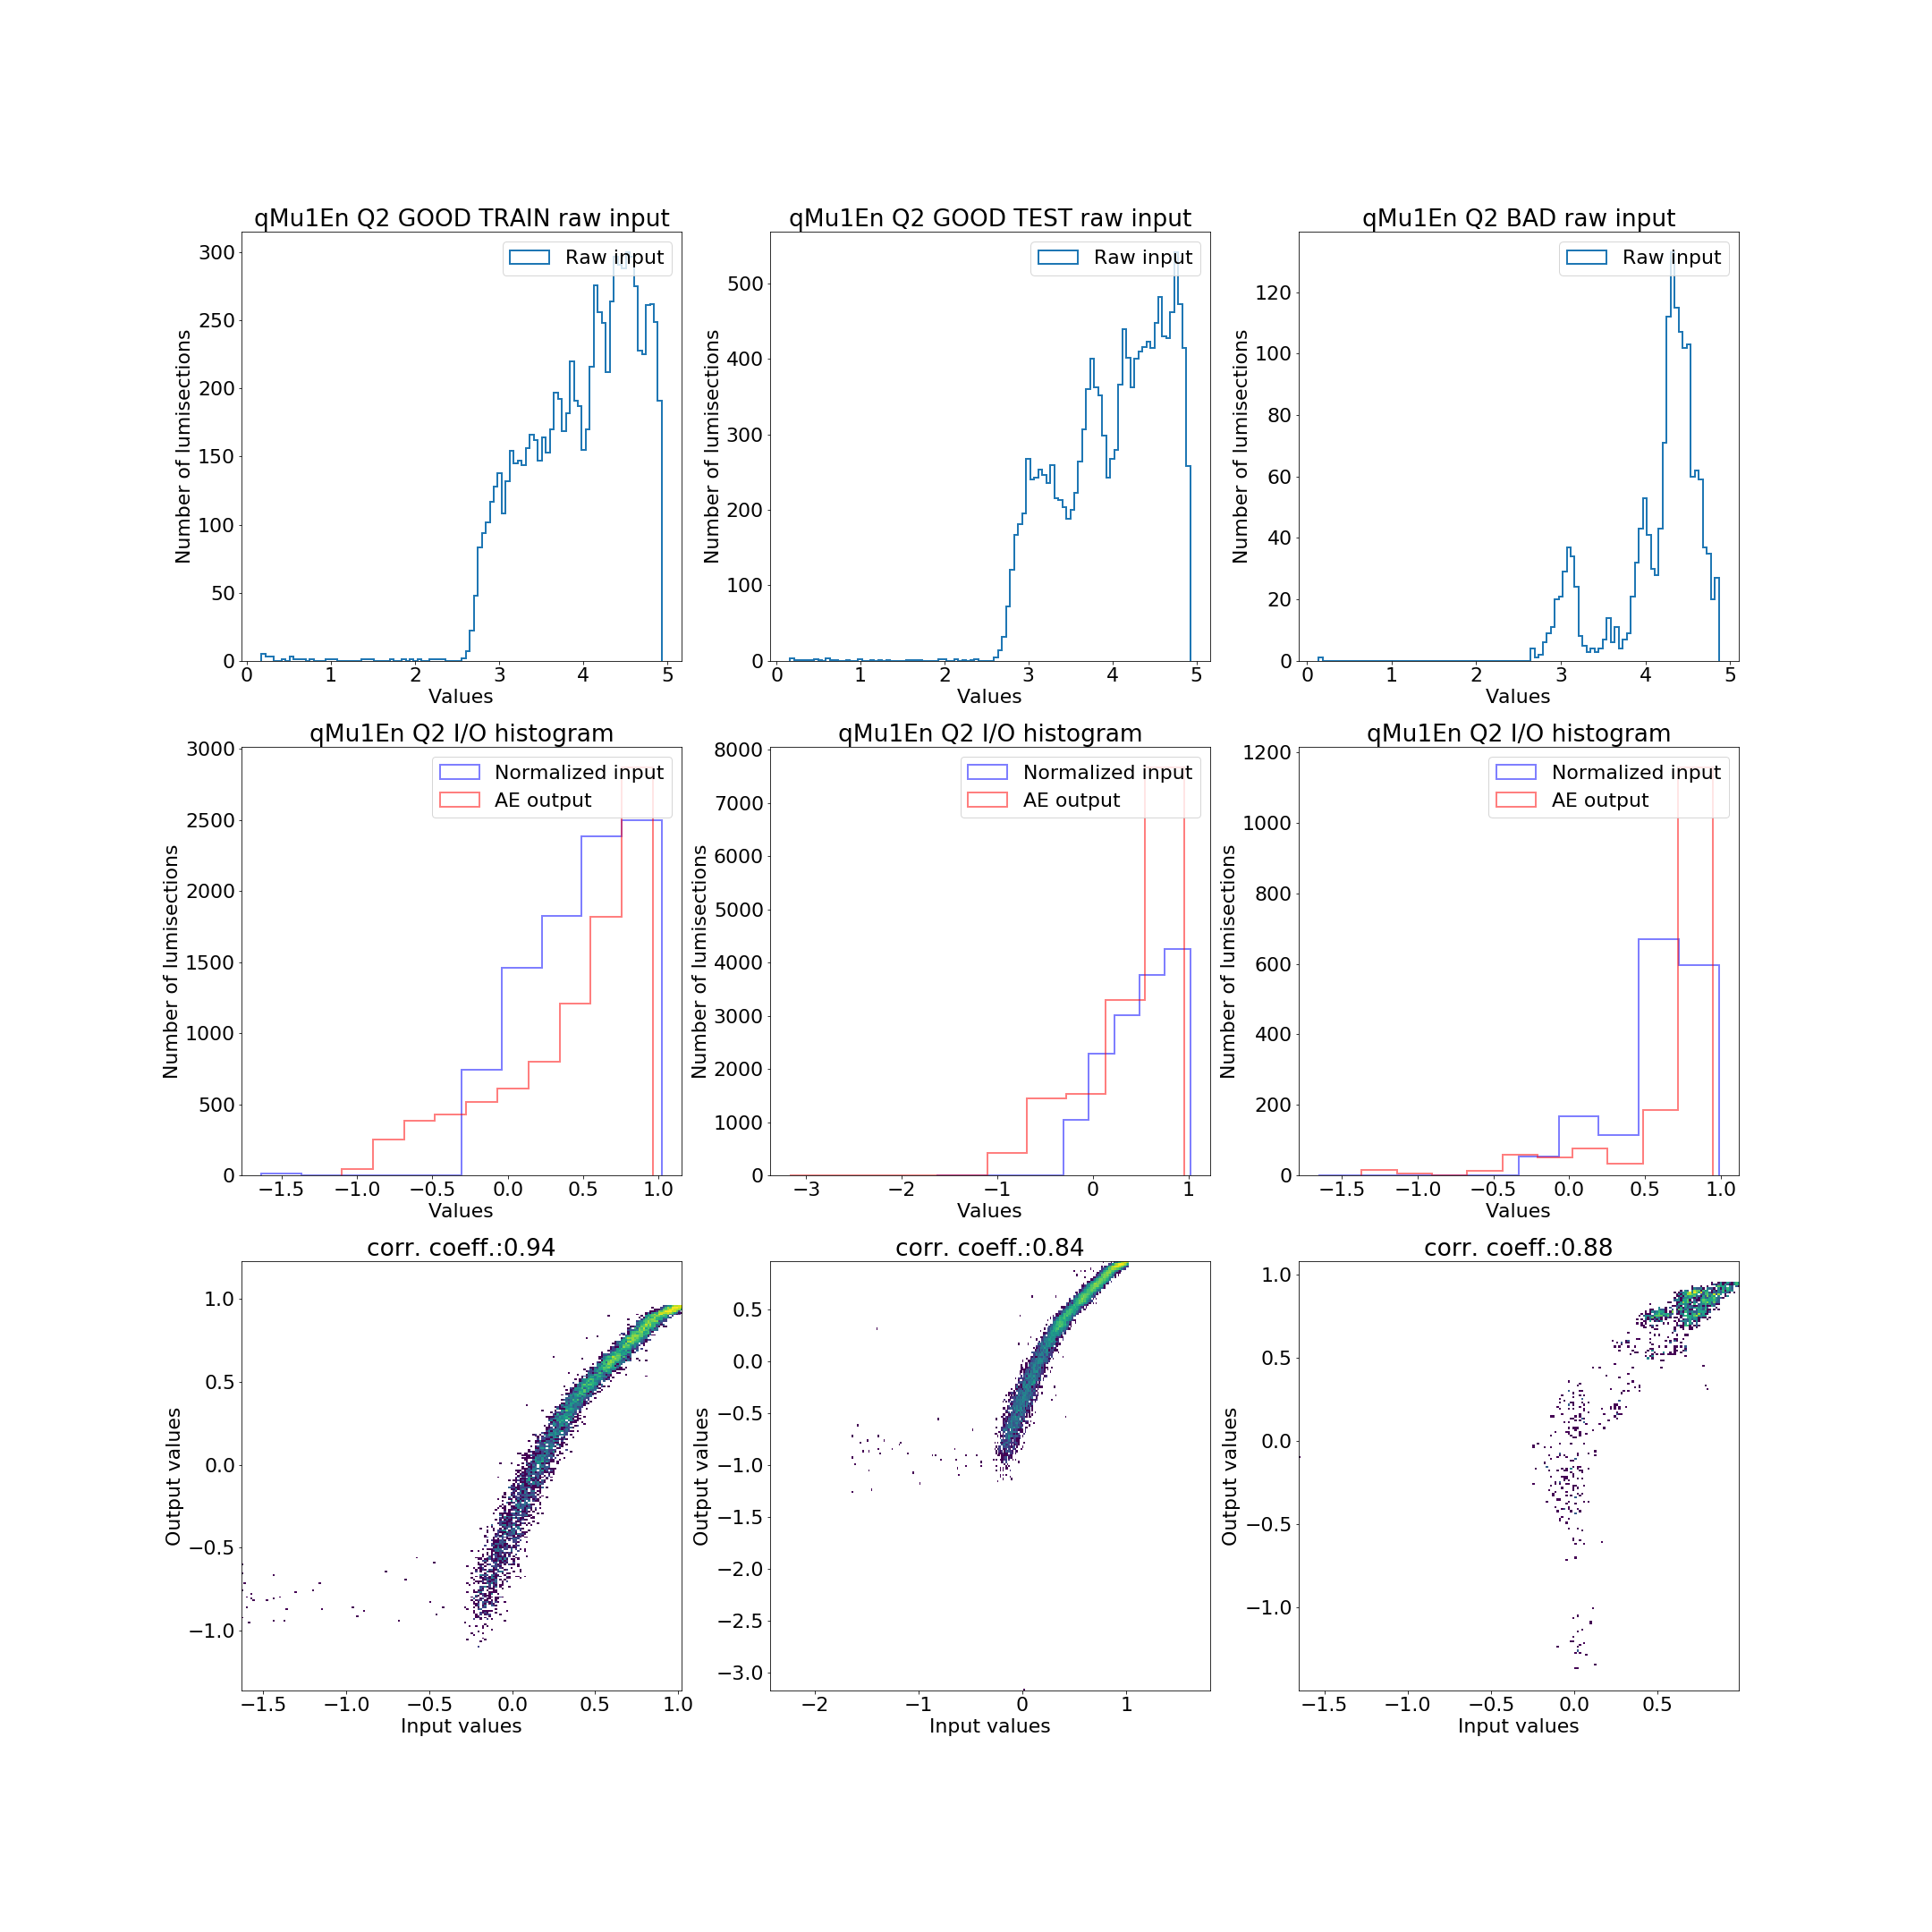 qMu1En Q2 GOOD TRAIN raw input
Raw input
300
250
200
150
100
50
0
Number of lumisections
0 1 2 3 4 5
Values
qMu1En Q2 GOOD TEST raw input
Raw input
500
400
300
200
100
0
Number of lumisections
0 1 2 3 4 5
Values
qMu1En Q2 BAD raw input
Raw input
120
100
80
60
40
20
0
Number of lumisections
0 1 2 3 4 5
Values
qMu1En Q2 I/O histogram
Normalized input
AE output
3000
2500
2000
1500
1000
500
0
Number of lumisections
−1.5 −1.0 −0.5 0.0 0.5 1.0
Values
qMu1En Q2 I/O histogram
Normalized input
AE output
8000
7000
6000
5000
4000
3000
2000
1000
0
Number of lumisections
−3 −2 −1 0 1
Values
qMu1En Q2 I/O histogram
Normalized input
AE output
1200
1000
800
600
400
200
0
Number of lumisections
−1.5 −1.0 −0.5 0.0 0.5 1.0
Values
corr. coeff.:0.94
1.0
0.5
0.0
−0.5
−1.0
Output values
−1.5 −1.0 −0.5 0.0 0.5 1.0
Input values
corr. coeff.:0.84
0.5
0.0
−0.5
−1.0
−1.5
−2.0
−2.5
−3.0
Output values
−2 −1 0 1
Input values
corr. coeff.:0.88
1.0
0.5
0.0
−0.5
−1.0
Output values
−1.5 −1.0 −0.5 0.0 0.5
Input values